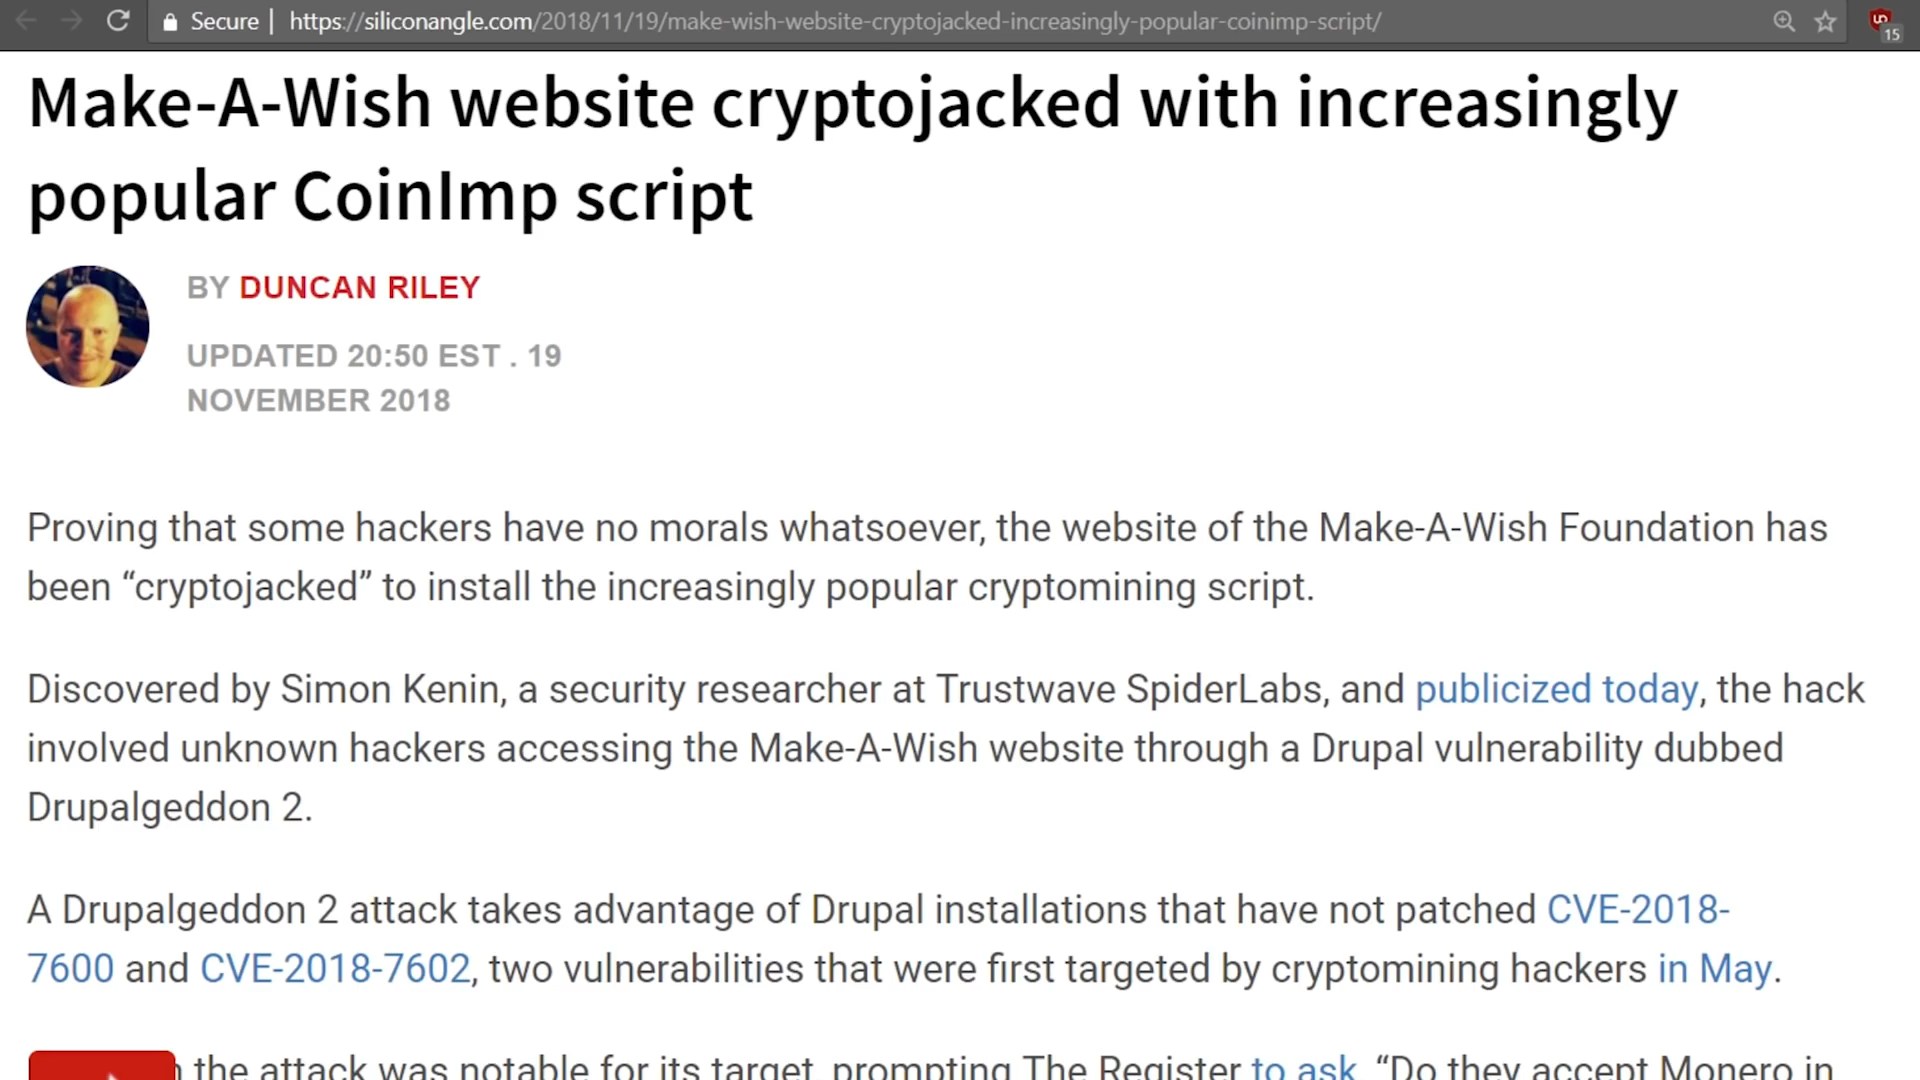 Secure | https://siliconangle.com/2018/11/19/make-wish-website-cryptojacked-increasingly-popular-coinimp-script/
15
Make-A-Wish website cryptojacked with increasingly
popular CoinImp script
BY DUNCAN RILEY
UPDATED 20:50 EST . 19
NOVEMBER 2018
Proving that some hackers have no morals whatsoever, the website of the Make-A-Wish Foundation has
been “cryptojacked” to install the increasingly popular cryptomining script.
Discovered by Simon Kenin, a security researcher at Trustwave SpiderLabs, and publicized today, the hack
involved unknown hackers accessing the Make-A-Wish website through a Drupal vulnerability dubbed
Drupalgeddon 2.
A Drupalgeddon 2 attack takes advantage of Drupal installations that have not patched CVE-2018-
7600 and CVE-2018-7602, two vulnerabilities that were first targeted by cryptomining hackers in May.
the attack was notable for its target, prompting The Register to ask, “Do they accept Monero in